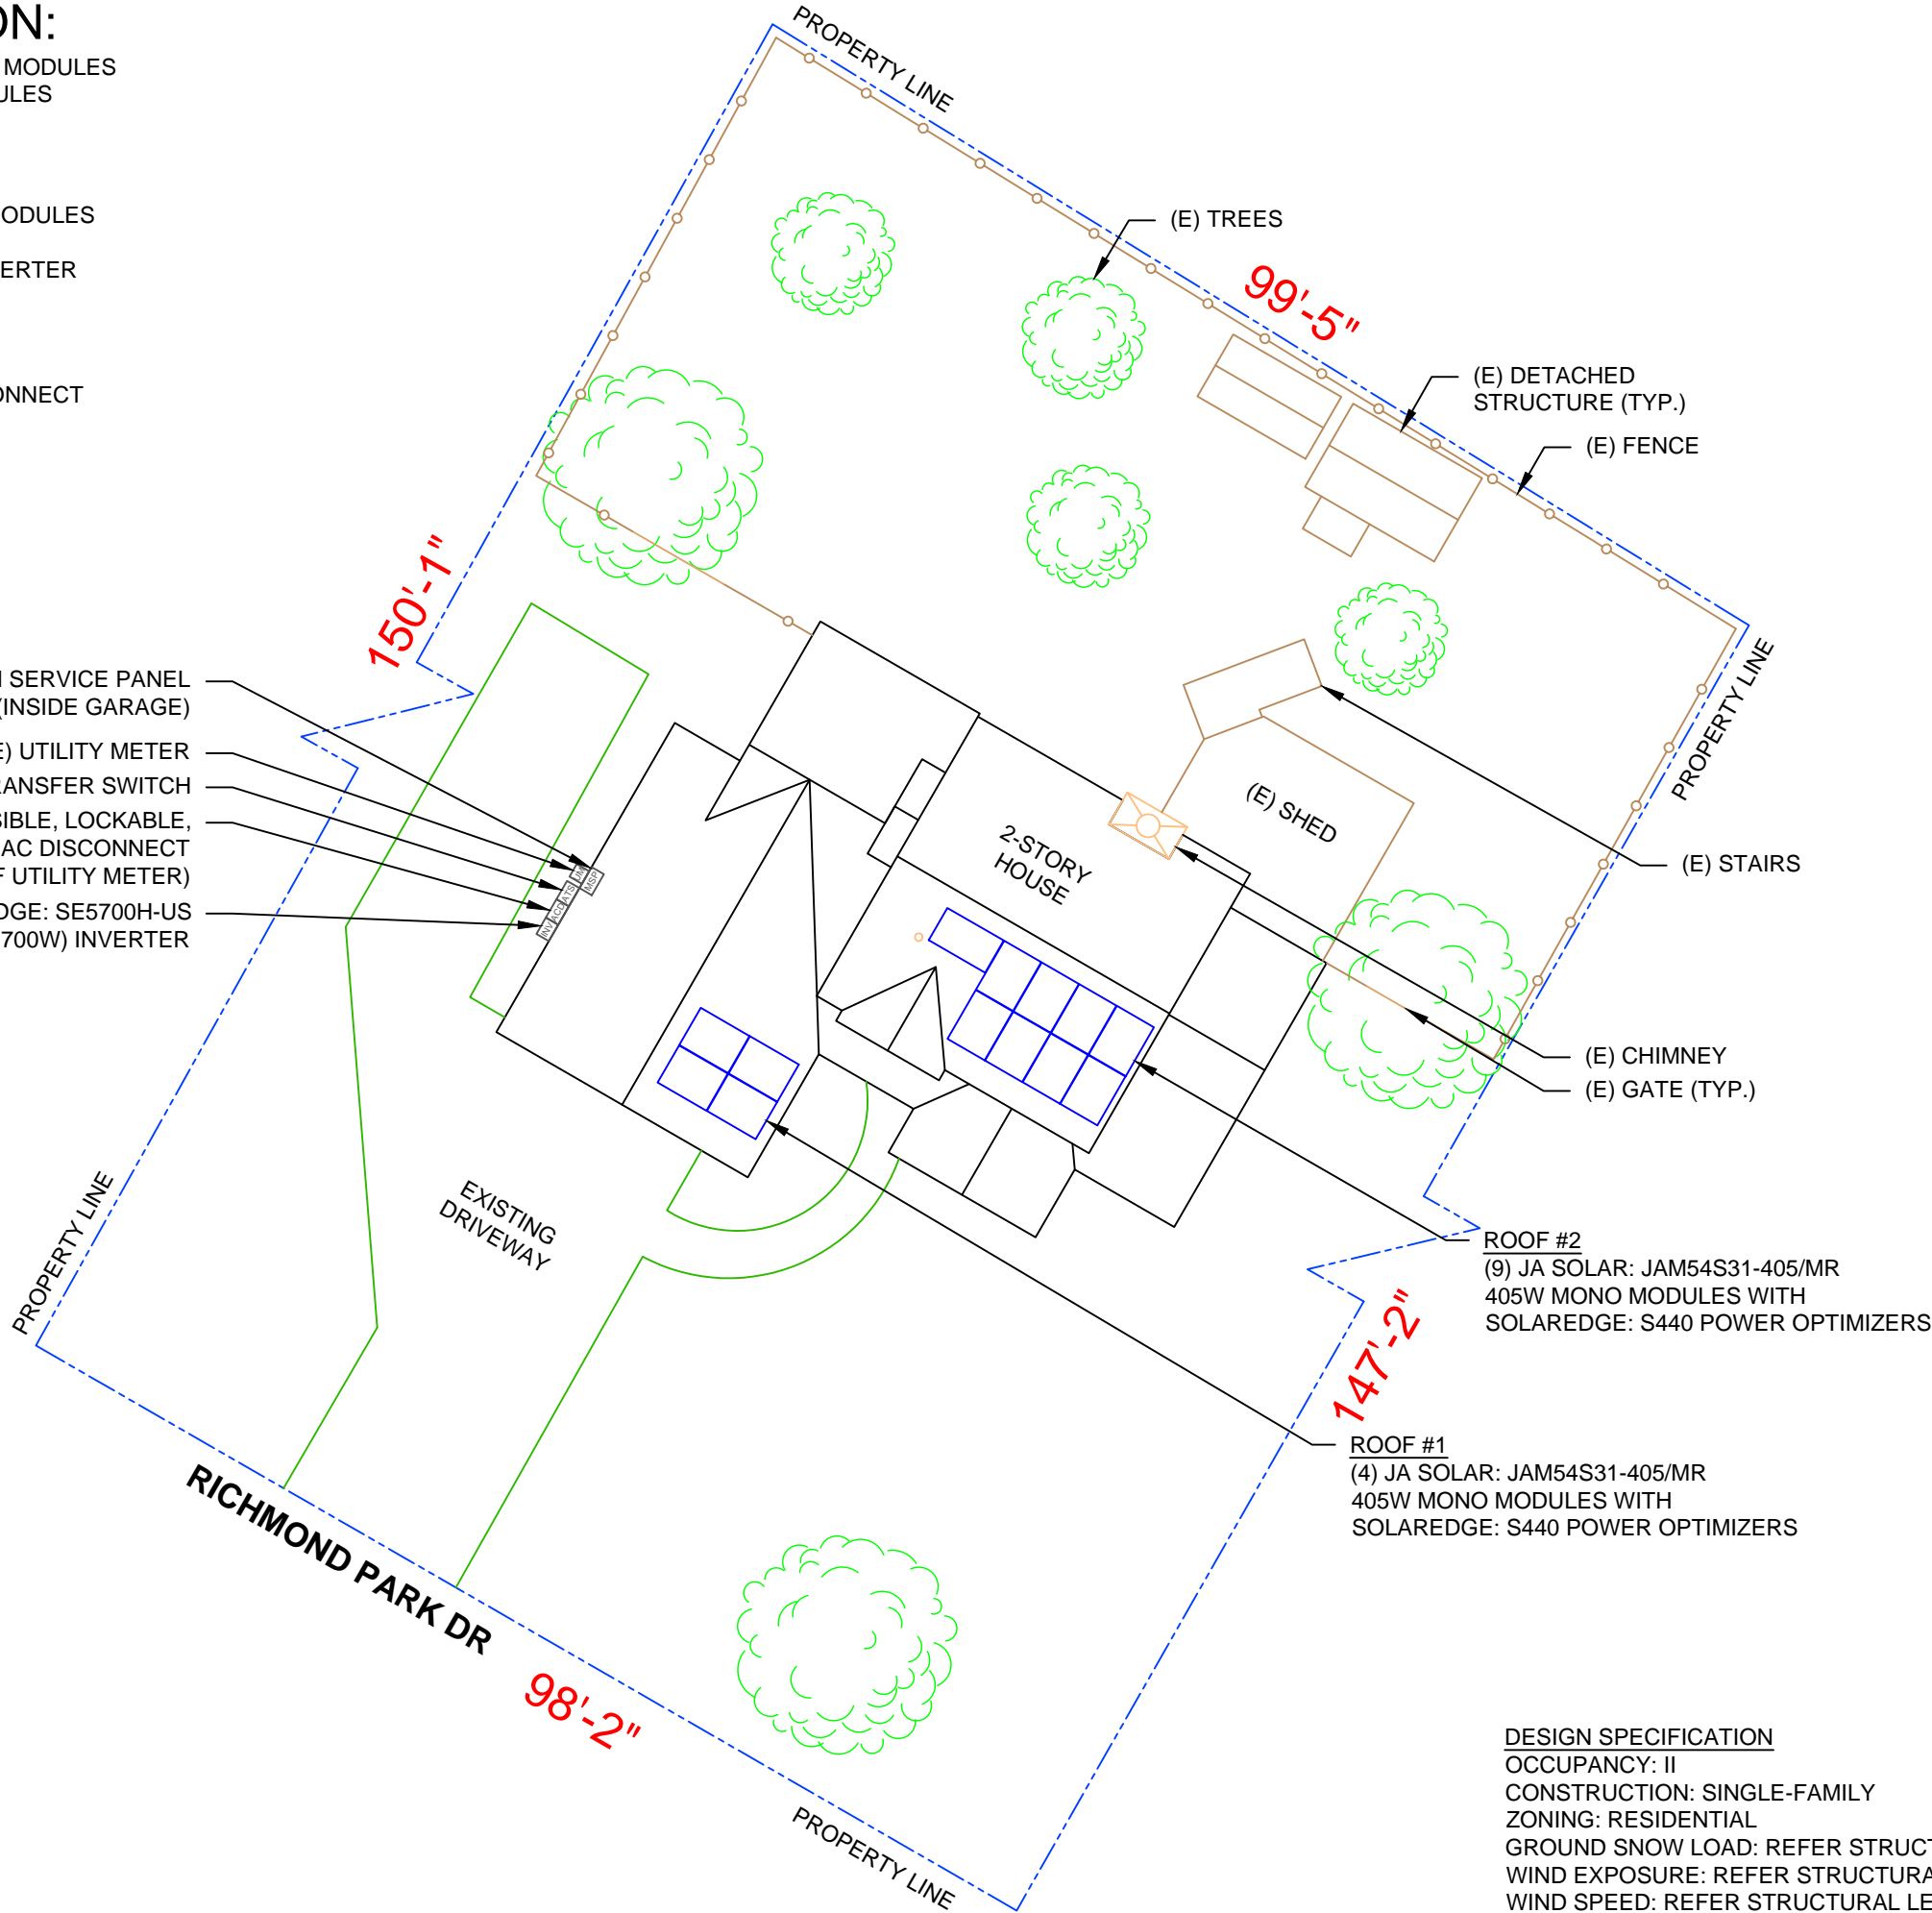 ON:
MODULES
ULES
ODULES
ERTER
ONNECT
PROPERTY LINE
(E) TREES
99'-5"
(E) DETACHED
STRUCTURE (TYP.)
(E) FENCE
150'-1"
SERVICE PANEL
(INSIDE GARAGE)
E) UTILITY METER
RANSFER SWITCH
SIBLE, LOCKABLE,
AC DISCONNECT
F UTILITY METER)
DGE: SE5700H-US
700W) INVERTER
UM
MSP
ATS
ACD
INV
2-STORY
HOUSE
(E) SHED
PROPERTY LINE
(E) STAIRS
(E) CHIMNEY
(E) GATE (TYP.)
PROPERTY LINE
EXISTING
DRIVEWAY
ROOF #2
(9) JA SOLAR: JAM54S31-405/MR
405W MONO MODULES WITH
SOLAREDGE: S440 POWER OPTIMIZERS
147'-2"
ROOF #1
(4) JA SOLAR: JAM54S31-405/MR
405W MONO MODULES WITH
SOLAREDGE: S440 POWER OPTIMIZERS
RICHMOND PARK DR
98'-2"
PROPERTY LINE
DESIGN SPECIFICATION
OCCUPANCY: II
CONSTRUCTION: SINGLE-FAMILY
ZONING: RESIDENTIAL
GROUND SNOW LOAD: REFER STRUCT
WIND EXPOSURE: REFER STRUCTURA
WIND SPEED: REFER STRUCTURAL LE